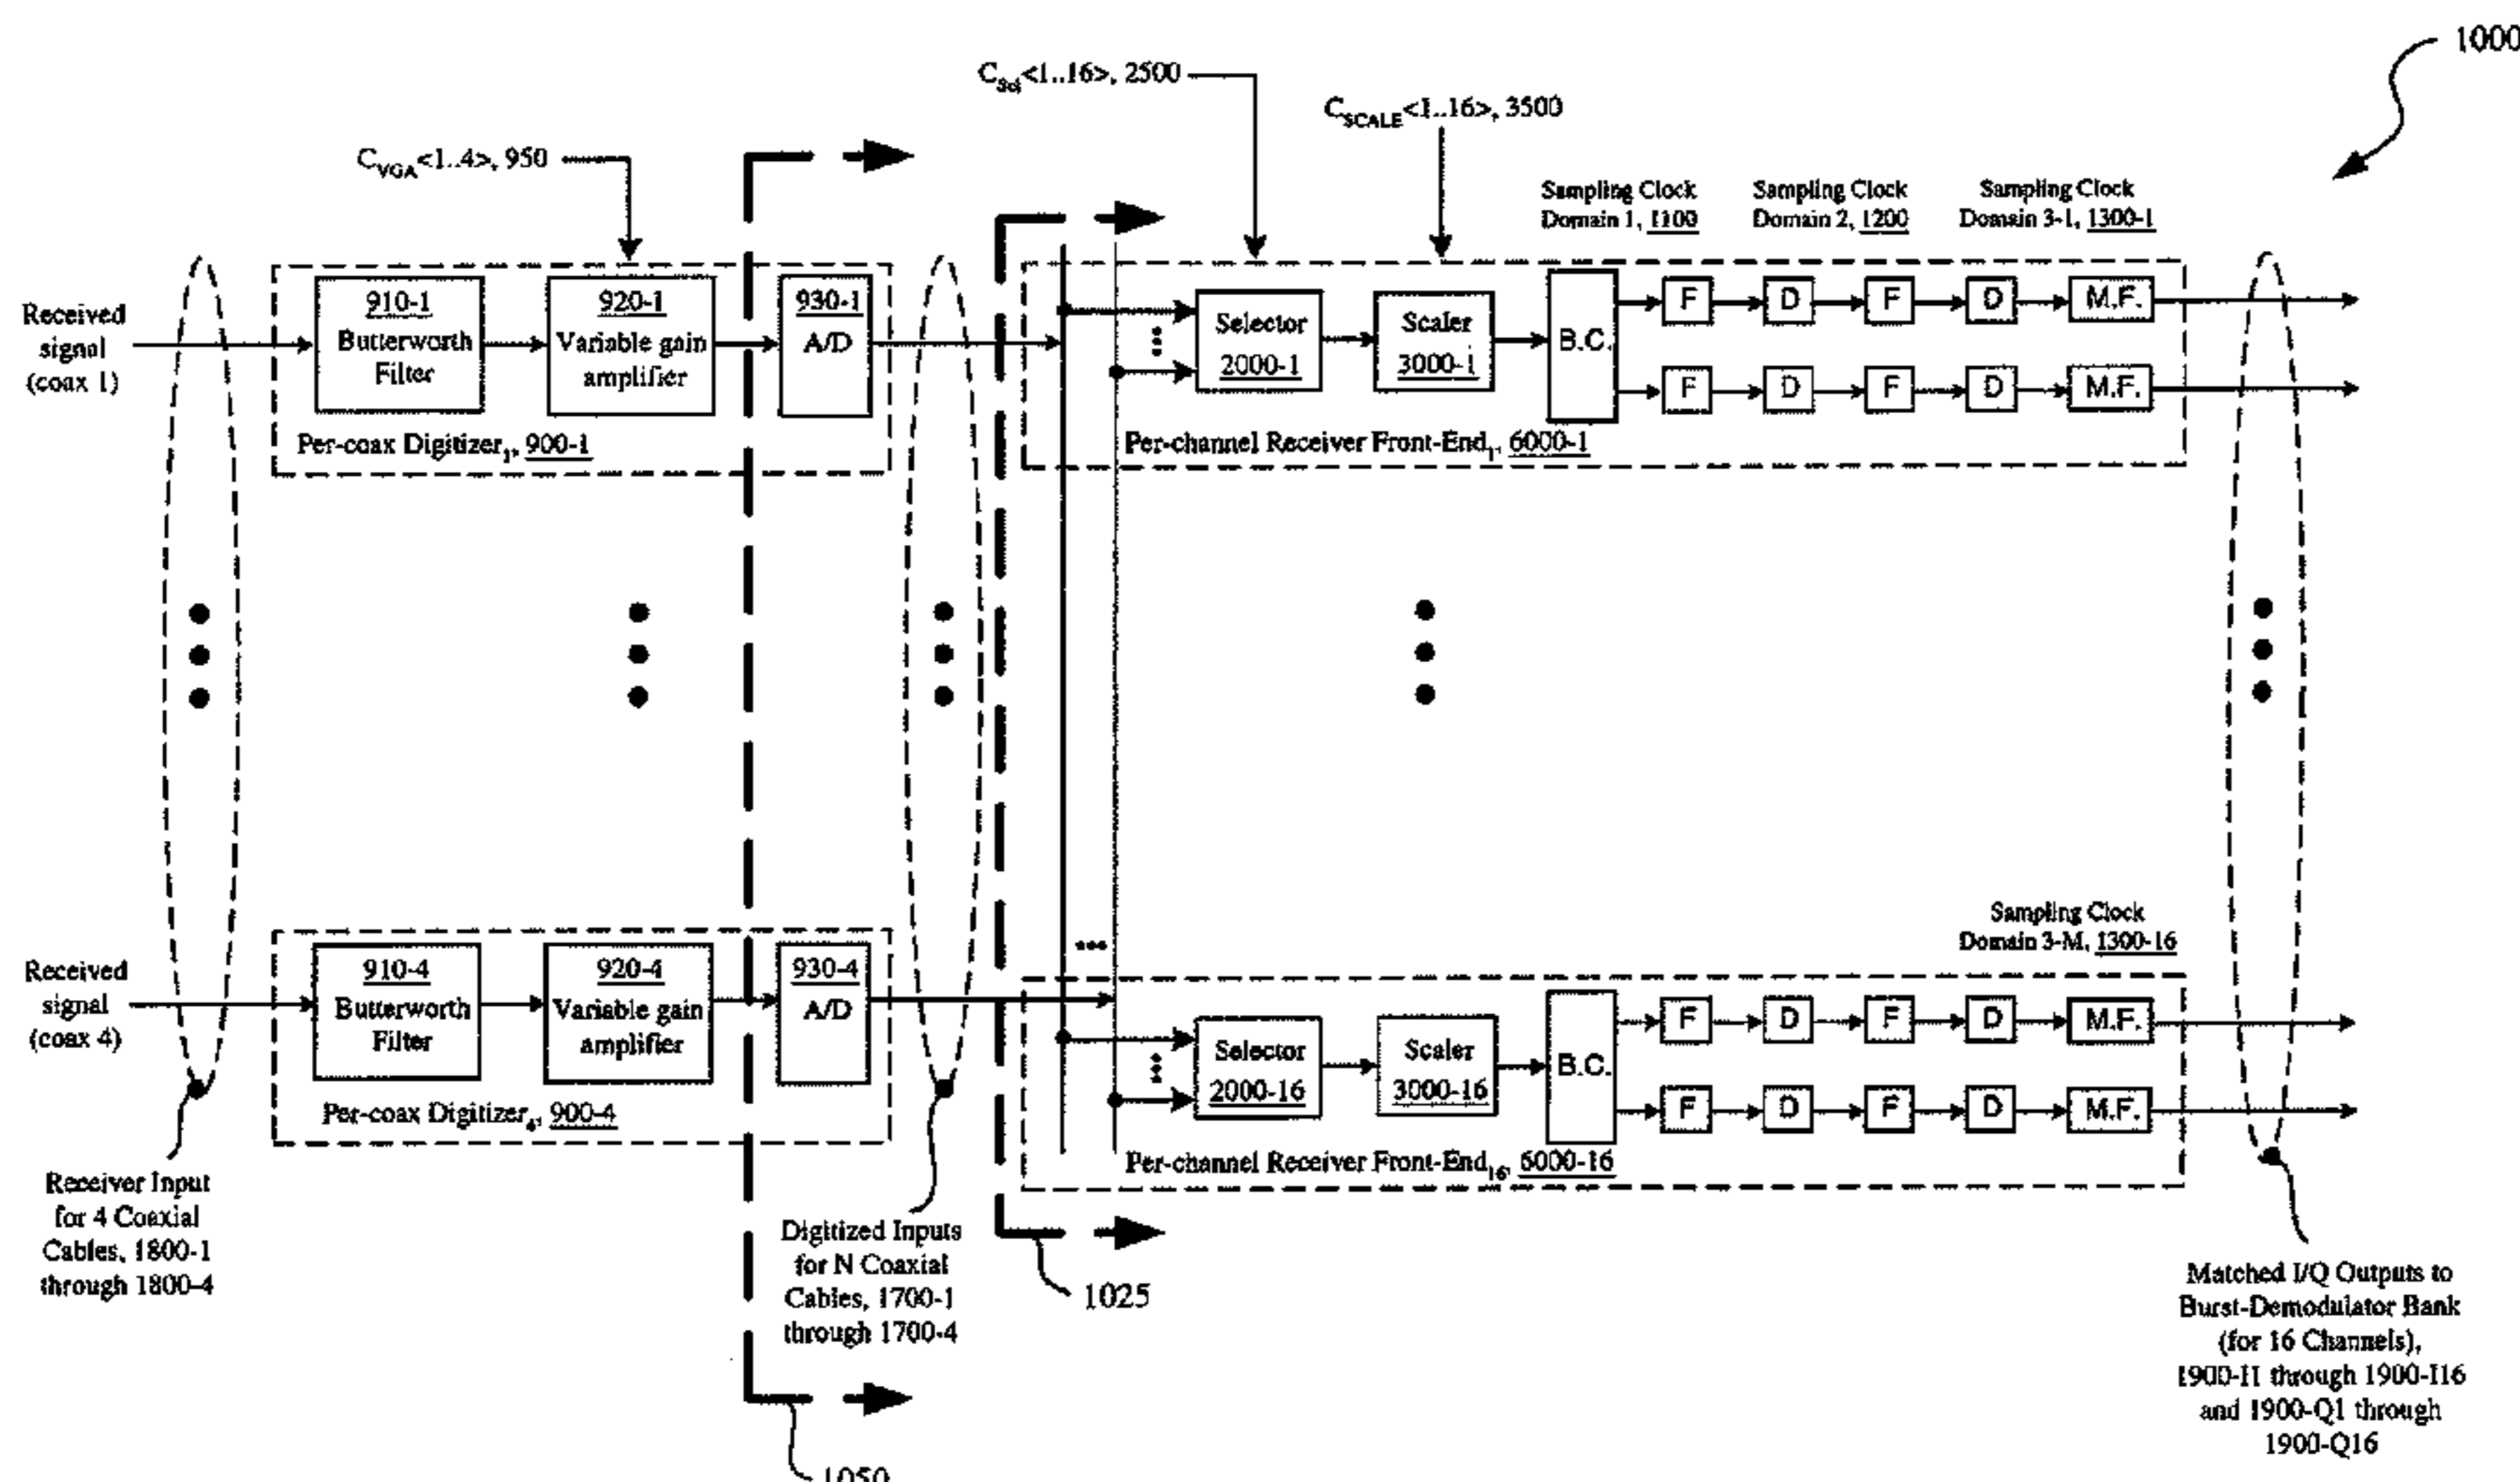 1000
C_Sel<1..16>, 2500
C_SCALE<1..16>, 3500
C_VGA<1..4>, 950
Sampling Clock
Domain 1, 1100
Sampling Clock
Domain 2, 1200
Sampling Clock
Domain 3-1, 1300-1
Received
signal
(coax 1)
910-1
Butterworth
Filter
920-1
Variable gain
amplifier
930-1
A/D
Per-coax Digitizer1, 900-1
Selector
2000-1
Scaler
3000-1
B.C.
F
D
F
D
M.F.
F
D
F
D
M.F.
Per-channel Receiver Front-End1, 6000-1
Sampling Clock
Domain 3-M, 1300-16
Received
signal
(coax 4)
910-4
Butterworth
Filter
920-4
Variable gain
amplifier
930-4
A/D
Per-coax Digitizer4, 900-4
Selector
2000-16
Scaler
3000-16
B.C.
F
D
F
D
M.F.
F
D
F
D
M.F.
Per-channel Receiver Front-End16, 6000-16
Receiver Input
for 4 Coaxial
Cables, 1800-1
through 1800-4
Digitized Inputs
for N Coaxial
Cables, 1700-1
through 1700-4
1025
1050
Matched I/Q Outputs to
Burst-Demodulator Bank
(for 16 Channels),
1900-I1 through 1900-I16
and 1900-Q1 through
1900-Q16